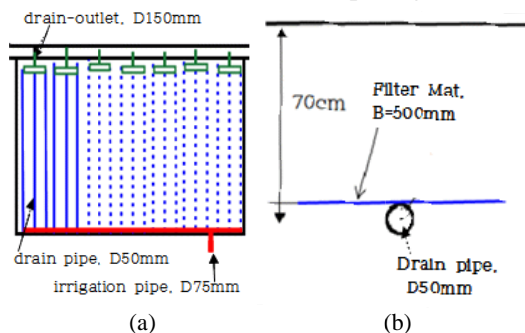 drain-outlet, D150mm
drain pipe, D50mm
irrigation pipe, D75mm
(a)
70cm
Filter Mat,
B=500mm
Drain pipe,
D50mm
(b)